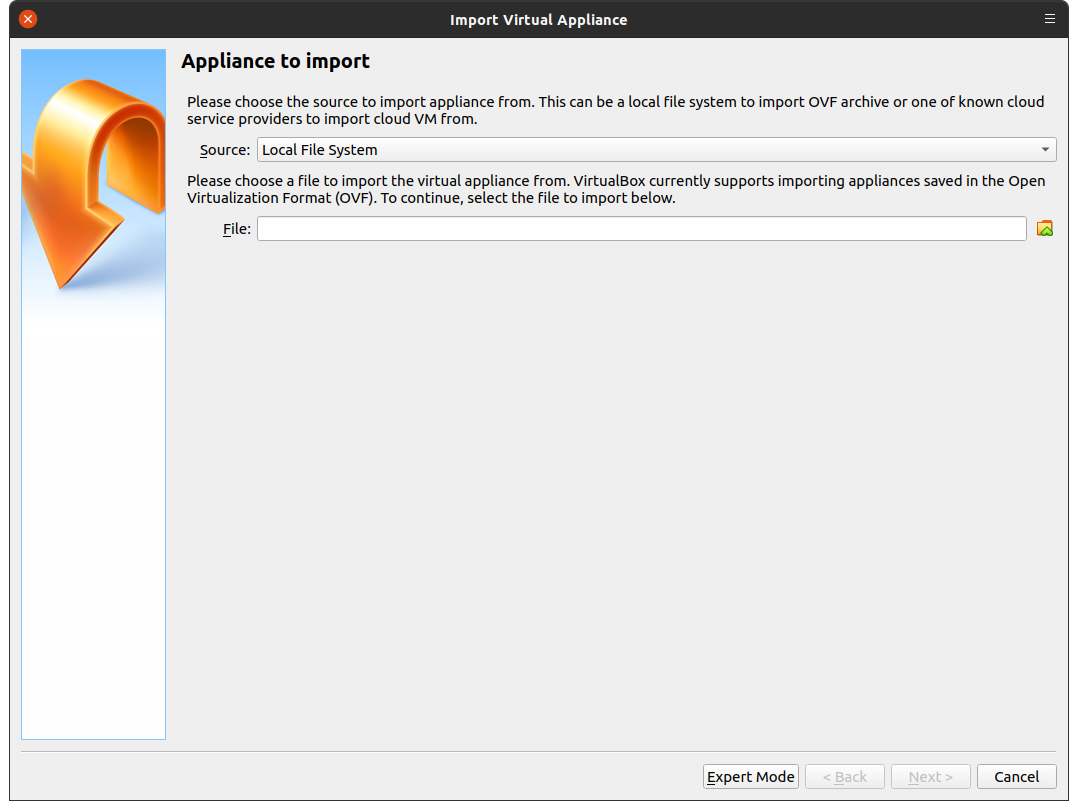 Import Virtual Appliance
Appliance to import
Please choose the source to import appliance from. This can be a local file system to import OVF archive or one of known cloud
service providers to import cloud VM from.
Source: Local File System
Please choose a file to import the virtual appliance from. VirtualBox currently supports importing appliances saved in the Open
Virtualization Format (OVF). To continue, select the file to import below.
File:
Expert Mode < Back Next > Cancel